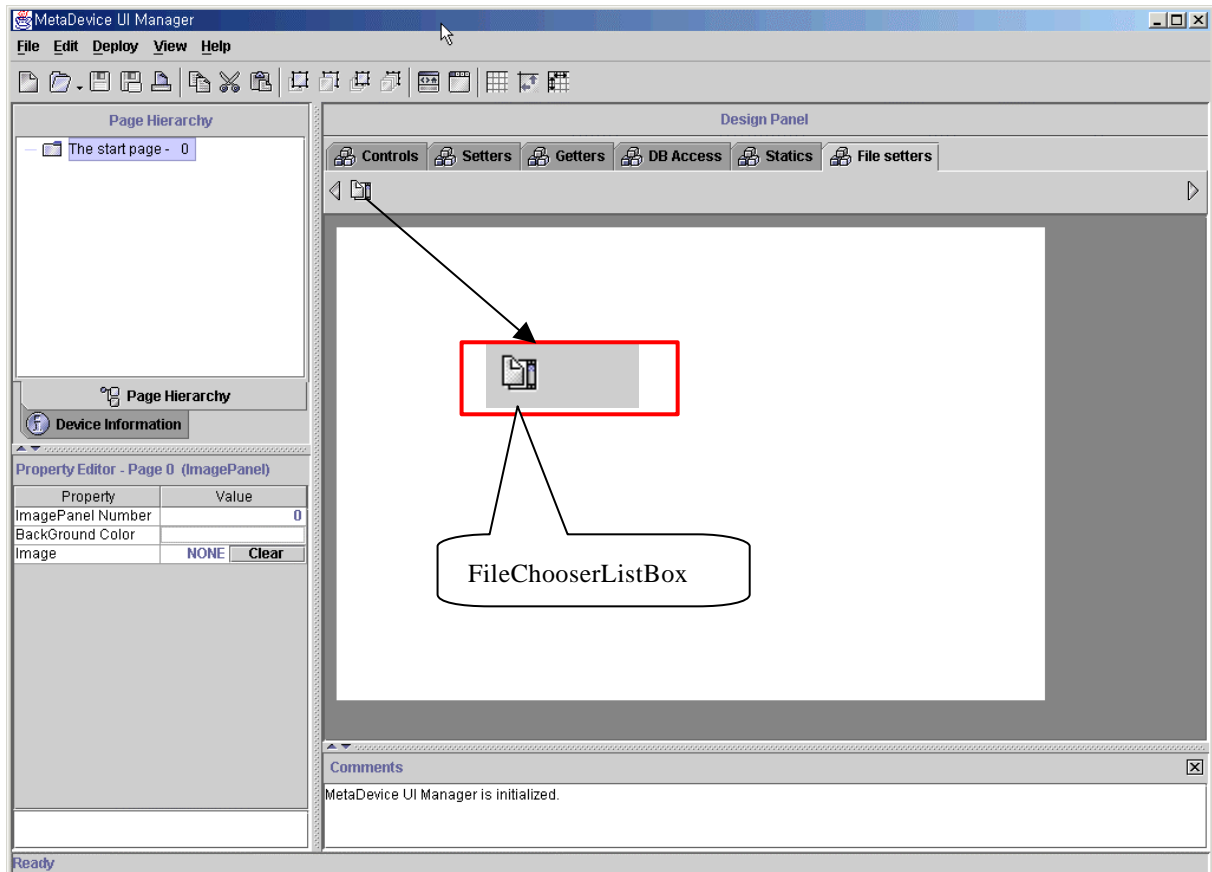 MetaDevice UI Manager
File Edit Deploy View Help
Page Hierarchy
The start page - 0
Page Hierarchy
Device Information
Property Editor - Page 0 (ImagePanel)
Property Value
ImagePanel Number 0
BackGround Color
Image NONE Clear
Design Panel
Controls Setters Getters DB Access Statics File setters
FileChooserListBox
Comments
MetaDevice UI Manager is initialized.
Ready